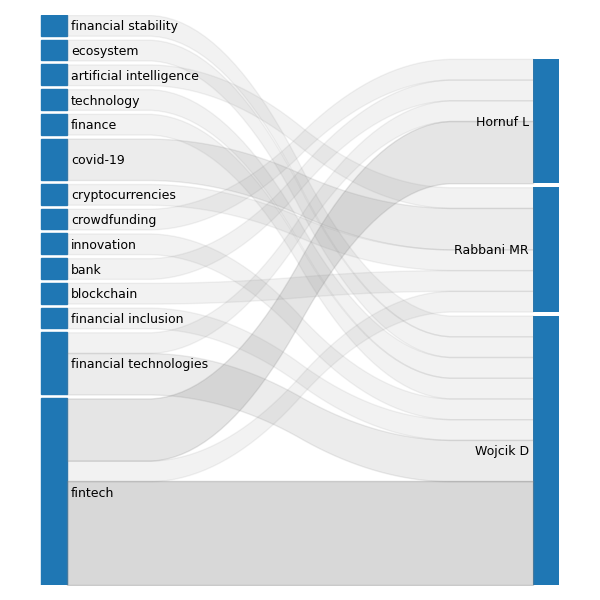 financial stability
ecosystem
artificial intelligence
technology
finance
covid-19
cryptocurrencies
crowdfunding
innovation
bank
blockchain
financial inclusion
financial technologies
fintech
Hornuf L
Rabbani MR
Wojcik D